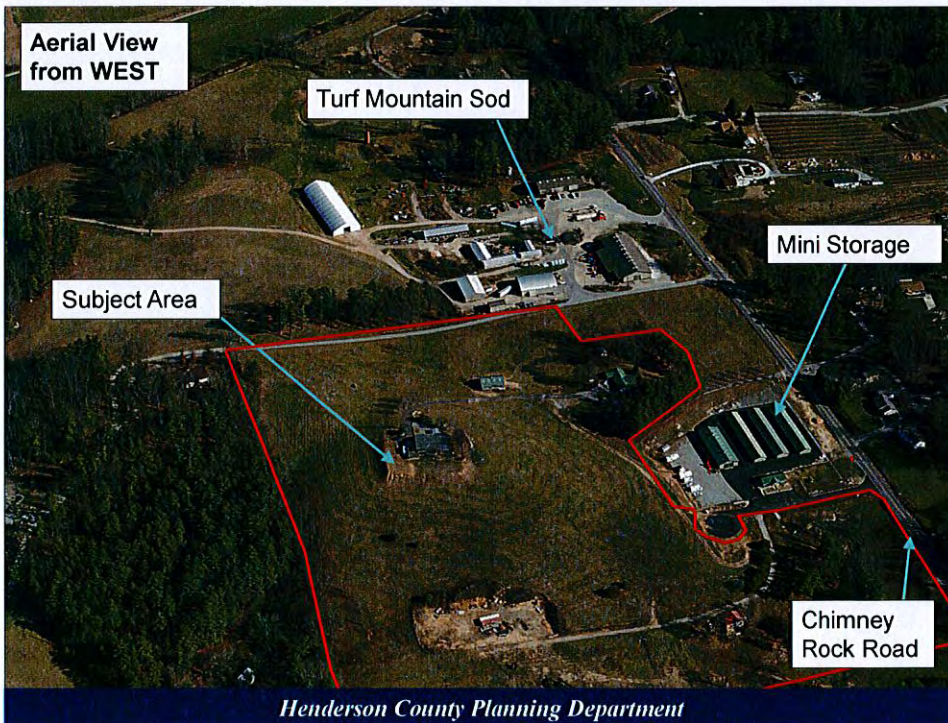 Aerial View
from WEST
Turf Mountain Sod
Mini Storage
Subject Area
Chimney
Rock Road
Henderson County Planning Department